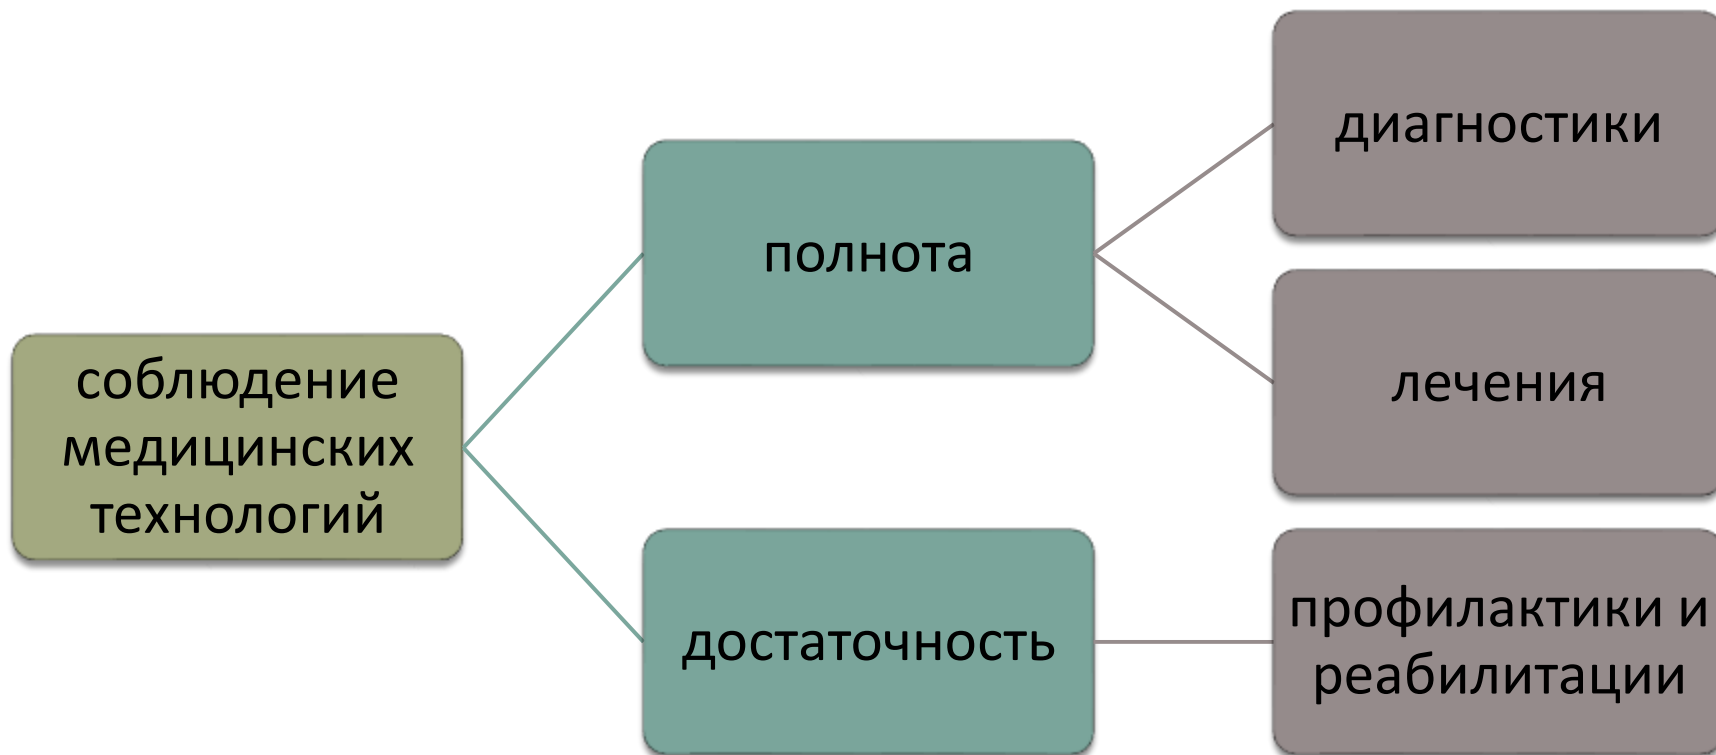 соблюдение
медицинских
технологий
полнота
диагностики
лечения
достаточность
профилактики и
реабилитации